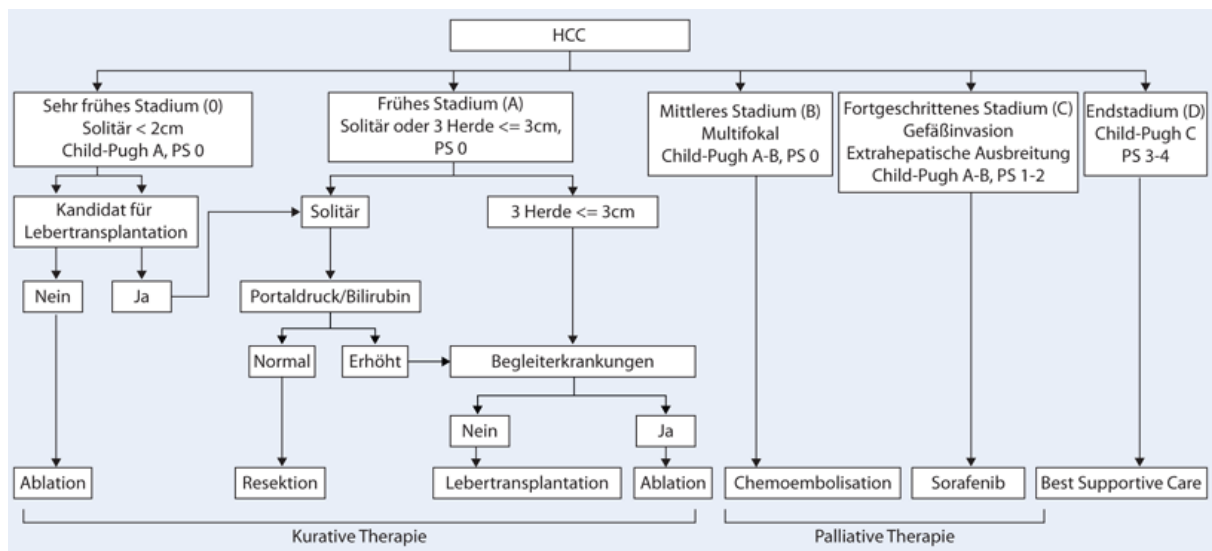 HCC
Sehr frühes Stadium (0)
Solitär < 2cm
Child-Pugh A, PS 0
Frühes Stadium (A)
Solitär oder 3 Herde <= 3cm,
PS 0
Mittleres Stadium (B)
Multifokal
Child-Pugh A-B, PS 0
Fortgeschrittenes Stadium (C)
Gefäßinvasion
Extrahepatische Ausbreitung
Child-Pugh A-B, PS 1-2
Endstadium (D)
Child-Pugh C
PS 3-4
Kandidat für
Lebertransplantation
Solitär
3 Herde <= 3cm
Nein
Ja
Portaldruck/Bilirubin
Normal
Erhöht
Begleiterkrankungen
Nein
Ja
Ablation
Resektion
Lebertransplantation
Ablation
Chemoembolisation
Sorafenib
Best Supportive Care
Kurative Therapie
Palliative Therapie